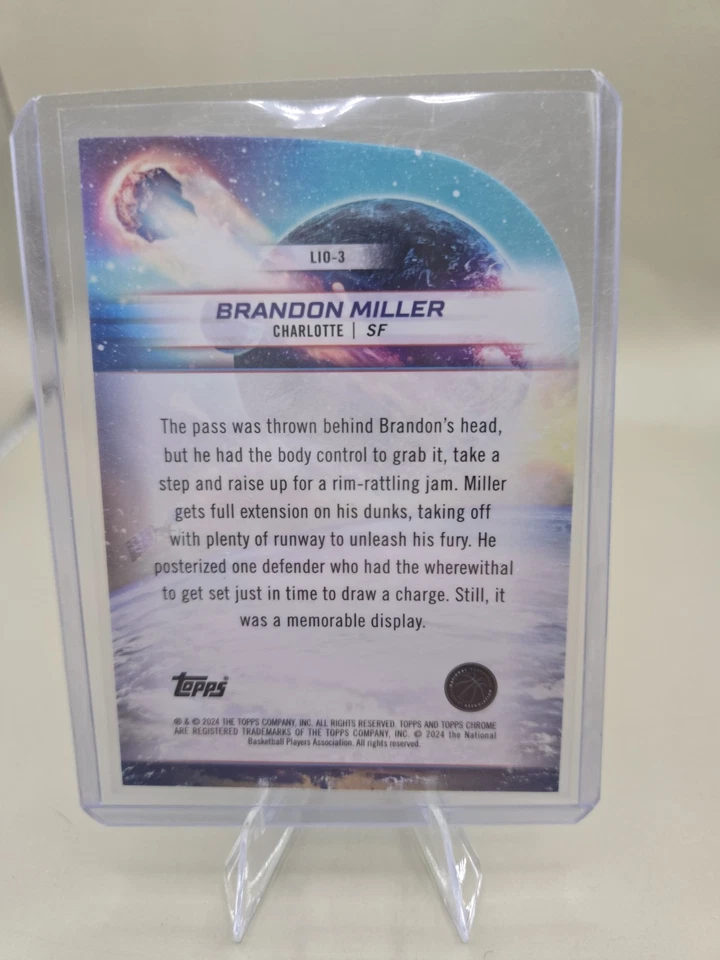 LIO-3
BRANDON MILLER
CHARLOTTE | SF
The pass was thrown behind Brandon's head,
but he had the body control to grab it, take a
step and raise up for a rim-rattling jam. Miller
gets full extension on his dunks, taking off
with plenty of runway to unleash his fury. He
posterized one defender who had the wherewithal
to get set just in time to draw a charge. Still, it
was a memorable display.
Topps®
® & © 2024 THE TOPPS COMPANY, INC. ALL RIGHTS RESERVED. TOPPS AND TOPPS CHROME
ARE REGISTERED TRADEMARKS OF THE TOPPS COMPANY, INC. © 2024 the National
Basketball Players Association. All rights reserved.